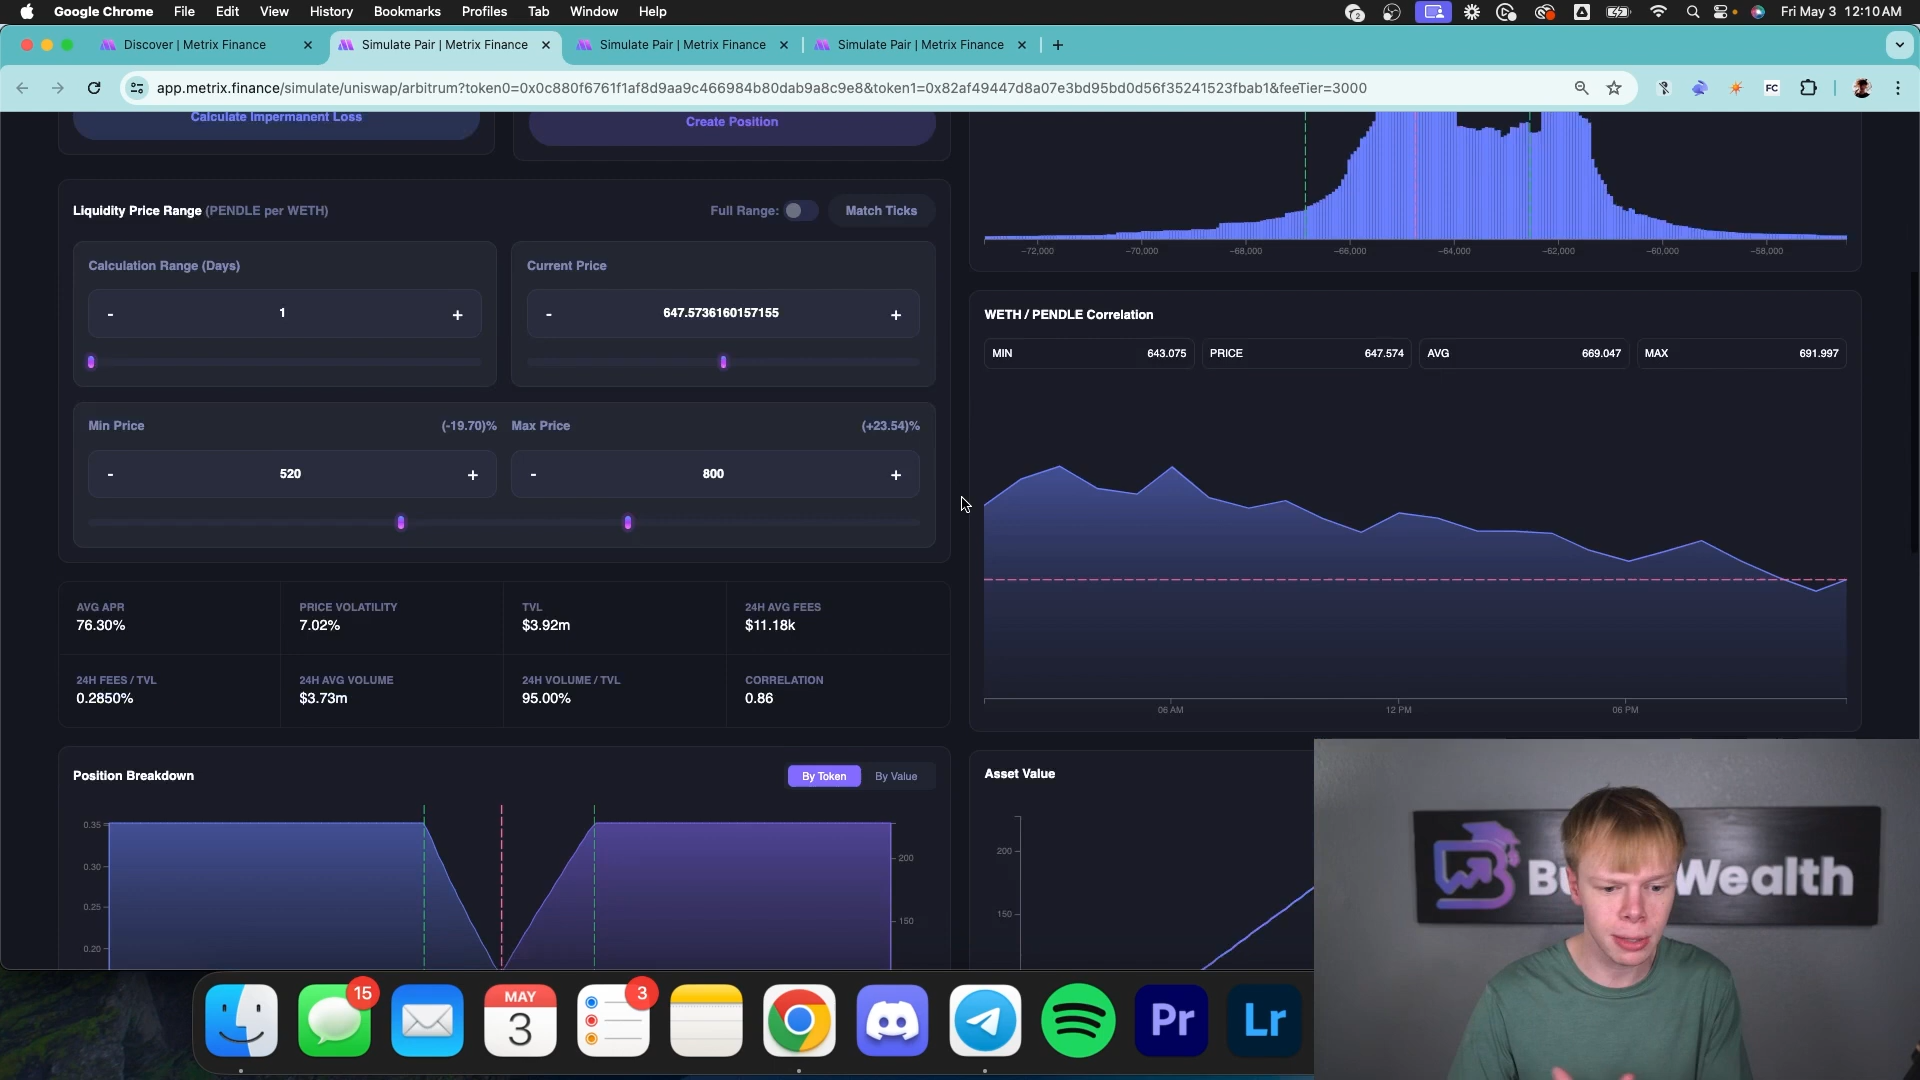 Google Chrome File Edit View History Bookmarks Profiles Tab Window Help
2
Fri May 3 12:10 AM
Discover | Metrix Finance
Simulate Pair | Metrix Finance
Simulate Pair | Metrix Finance
Simulate Pair | Metrix Finance
app.metrix.finance/simulate/uniswap/arbitrum?token0=0x0c880f6761f1af8d9aa9c466984b80dab9a8c9e8&token1=0x82af49447d8a07e3bd95bd0d56f35241523fbab1&feeTier=3000
FC
Calculate Impermanent Loss
Create Position
Liquidity Price Range (PENDLE per WETH)
Full Range:
Match Ticks
Calculation Range (Days)
- 1 +
Current Price
- 647.5736160157155 +
Min Price (-19.70)%
- 520 +
Max Price (+23.54)%
- 800 +
AVG APR
76.30%
PRICE VOLATILITY
7.02%
TVL
$3.92m
24H AVG FEES
$11.18k
24H FEES / TVL
0.2850%
24H AVG VOLUME
$3.73m
24H VOLUME / TVL
95.00%
CORRELATION
0.86
Position Breakdown
By Token
By Value
0.35
0.30
0.25
0.20
200
150
−72,000 −70,000 −68,000 −66,000 −64,000 −62,000 −60,000 −58,000
WETH / PENDLE Correlation
MIN 643.075
PRICE 647.574
AVG 669.047
MAX 691.997
06 AM 12 PM 06 PM
Asset Value
200
150
Wealth
15
MAY
3
3
Pr
Lr